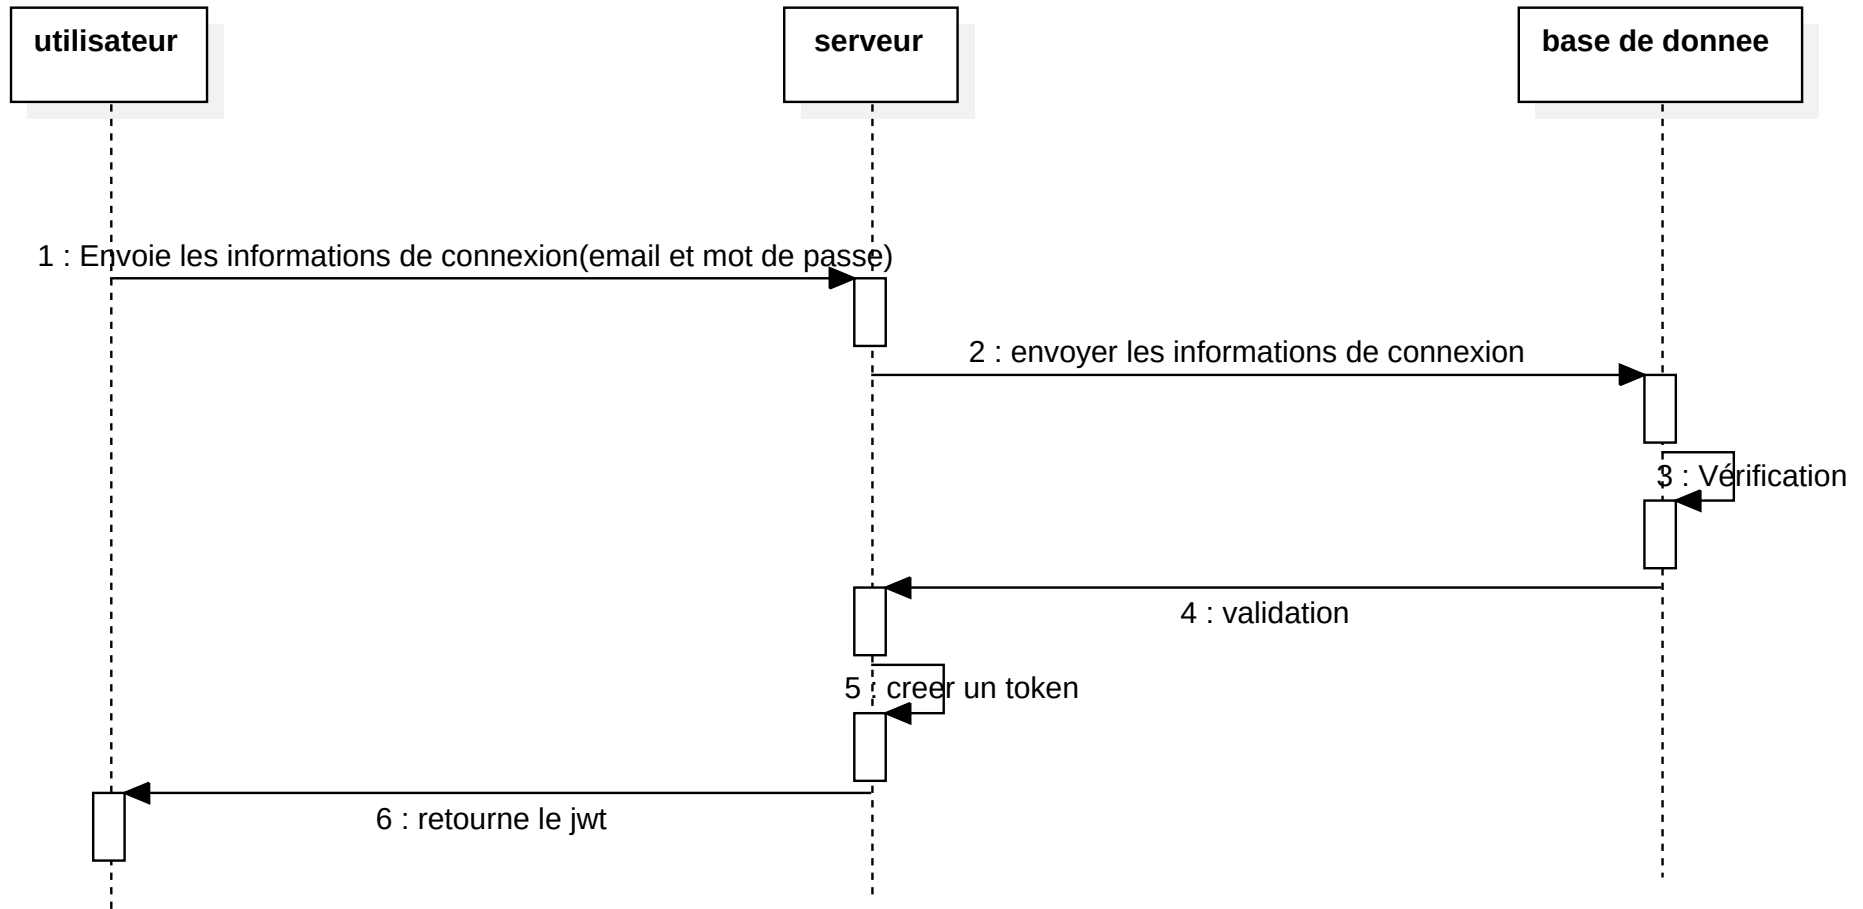 utilisateur
serveur
base de donnee
1 : Envoie les informations de connexion(email et mot de passe)
2 : envoyer les informations de connexion
3 : Vérification
4 : validation
5 : creer un token
6 : retourne le jwt